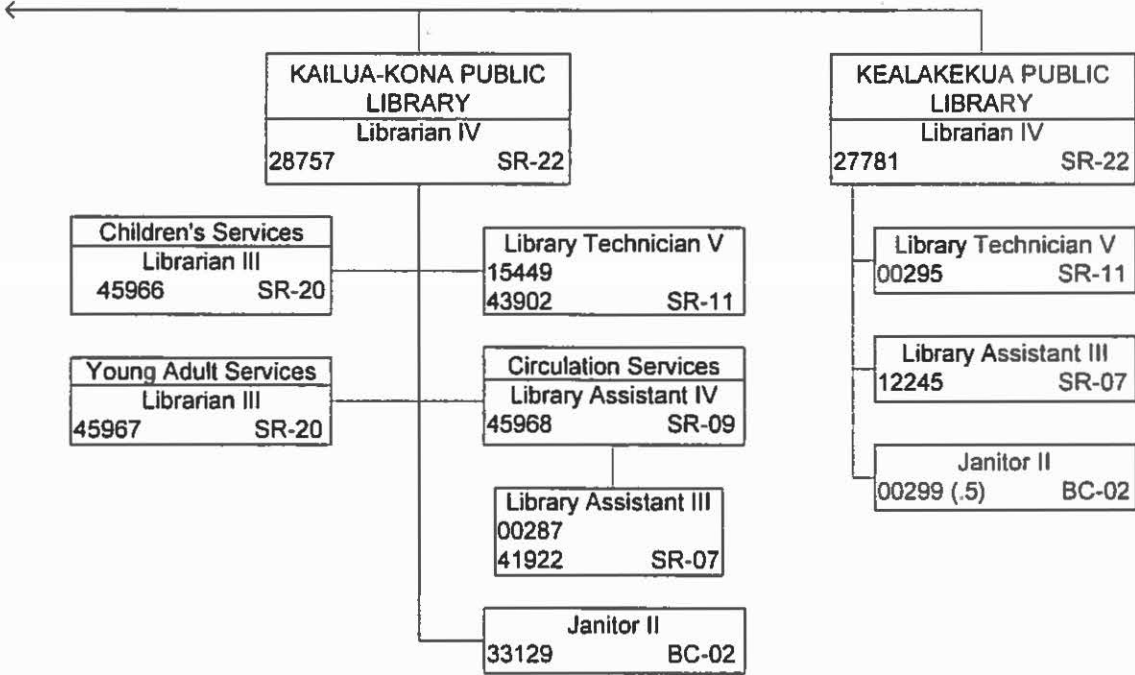 KAILUA-KONA PUBLIC
LIBRARY
Librarian IV
28757 SR-22
Children's Services
Librarian III
45966 SR-20
Library Technician V
15449
43902 SR-11
Young Adult Services
Librarian III
45967 SR-20
Circulation Services
Library Assistant IV
45968 SR-09
Library Assistant III
00287
41922 SR-07
Janitor II
33129 BC-02
KEALAKEKUA PUBLIC
LIBRARY
Librarian IV
27781 SR-22
Library Technician V
00295 SR-11
Library Assistant III
12245 SR-07
Janitor II
00299 (.5) BC-02